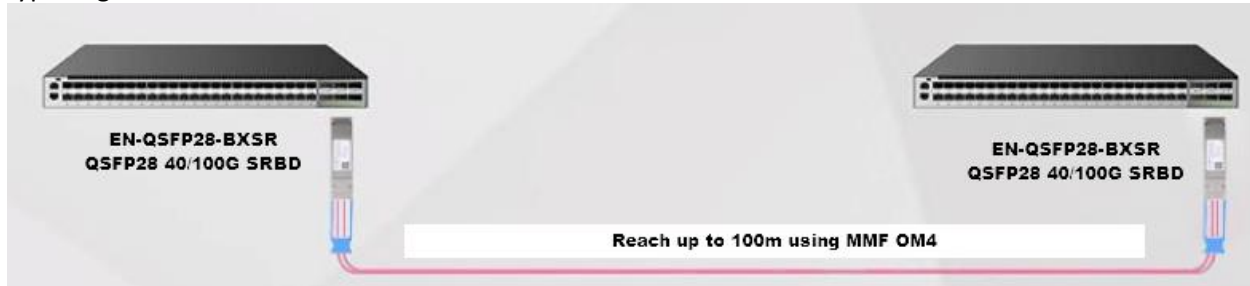 EN-QSFP28-BXSR
QSFP28 40/100G SRBD
EN-QSFP28-BXSR
QSFP28 40/100G SRBD
Reach up to 100m using MMF OM4